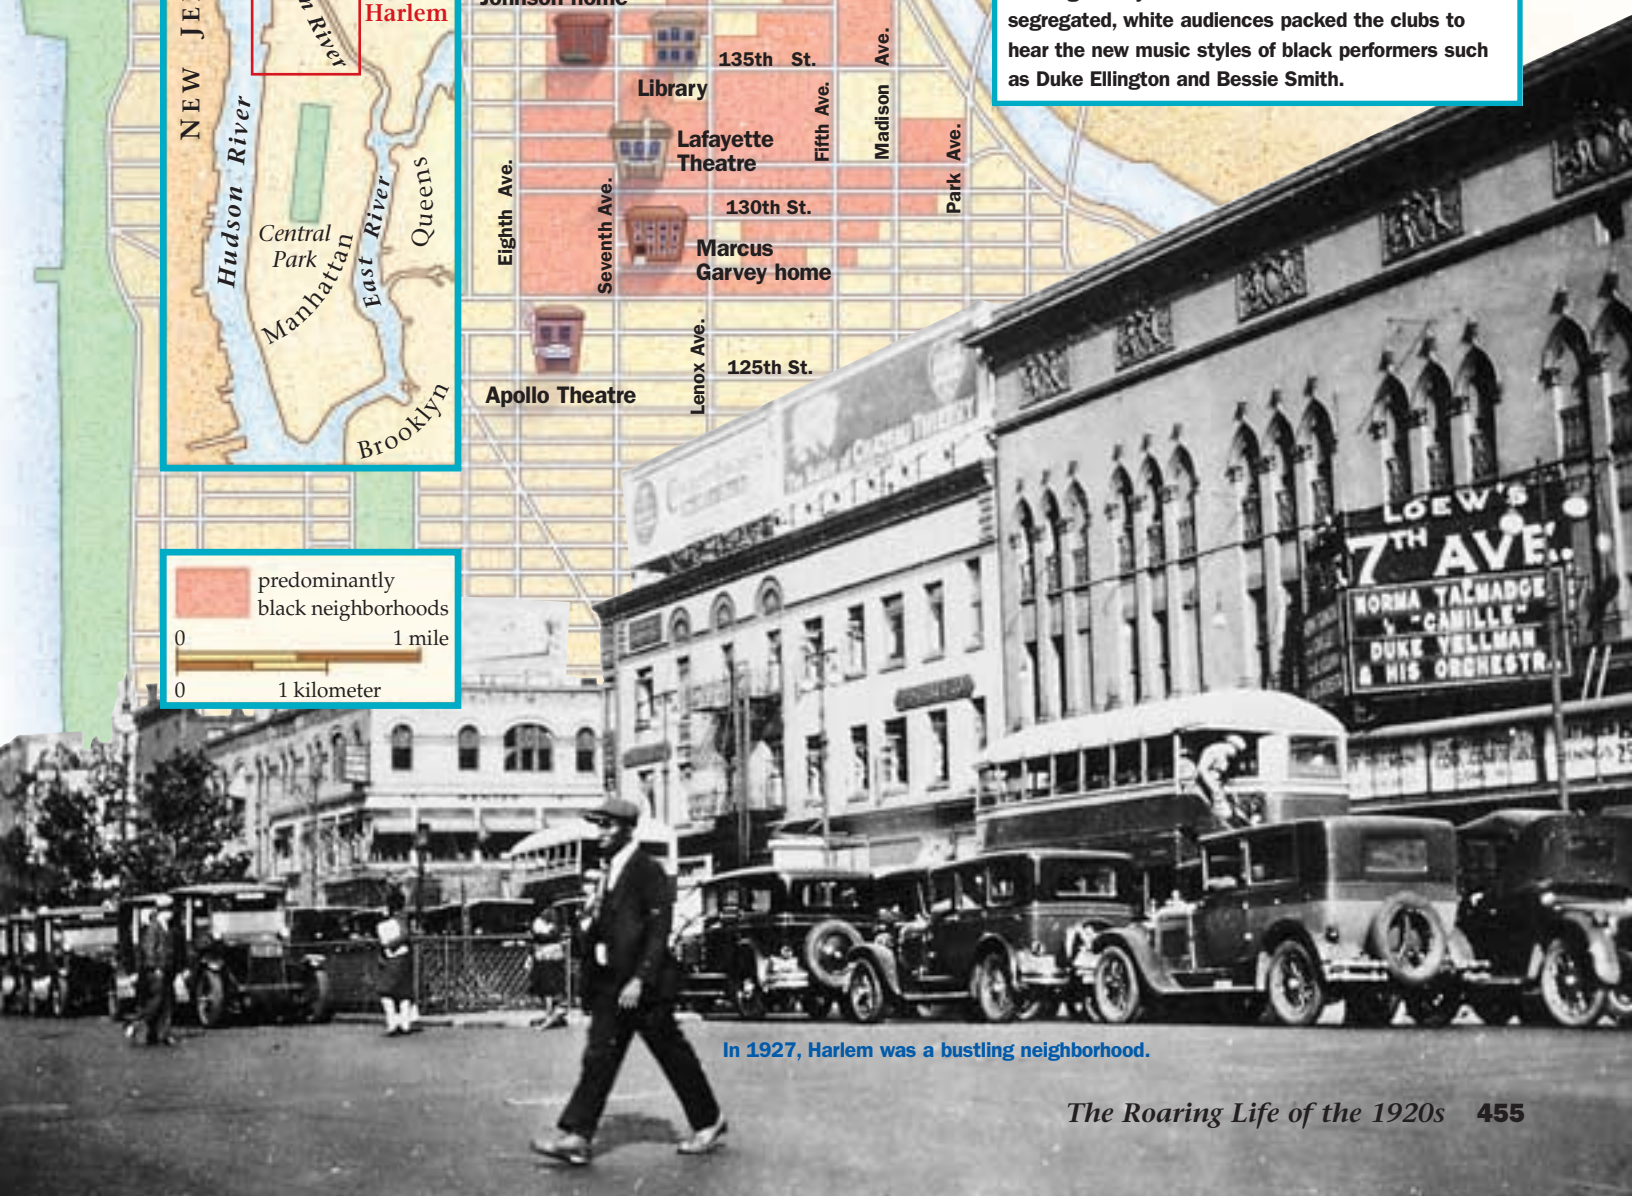 Johnson home
segregated, white audiences packed the clubs to
hear the new music styles of black performers such
as Duke Ellington and Bessie Smith.
NEW JE
Harlem
n River
Hudson River
Central
Park
Manhattan
East River
Queens
Brooklyn
135th St.
Library
Lafayette
Theatre
Eighth Ave.
Seventh Ave.
Fifth Ave.
Madison Ave.
Park Ave.
130th St.
Marcus
Garvey home
Lenox Ave.
125th St.
Apollo Theatre
predominantly
black neighborhoods
0 1 mile
0 1 kilometer
LOEW'S
7TH AVE.
NORMA TALMADGE
"CAMILLE"
DUKE YELLMAN
& HIS ORCHESTR
In 1927, Harlem was a bustling neighborhood.
The Roaring Life of the 1920s 455